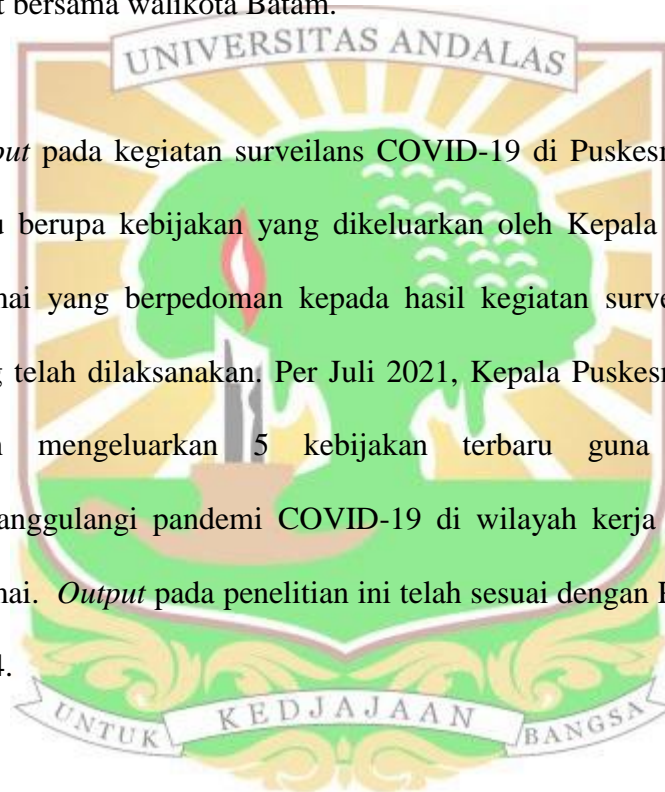 t bersama walikota Batam.
UNIVERSITAS ANDALAS
put pada kegiatan surveilans COVID-19 di Puskesm
u berupa kebijakan yang dikeluarkan oleh Kepala
nai yang berpedoman kepada hasil kegiatan surve
g telah dilaksanakan. Per Juli 2021, Kepala Puskesr
n mengeluarkan 5 kebijakan terbaru guna
anggulangi pandemi COVID-19 di wilayah kerja
nai. Output pada penelitian ini telah sesuai dengan
4.
UNTUK KEDJAJAAN BANGSA